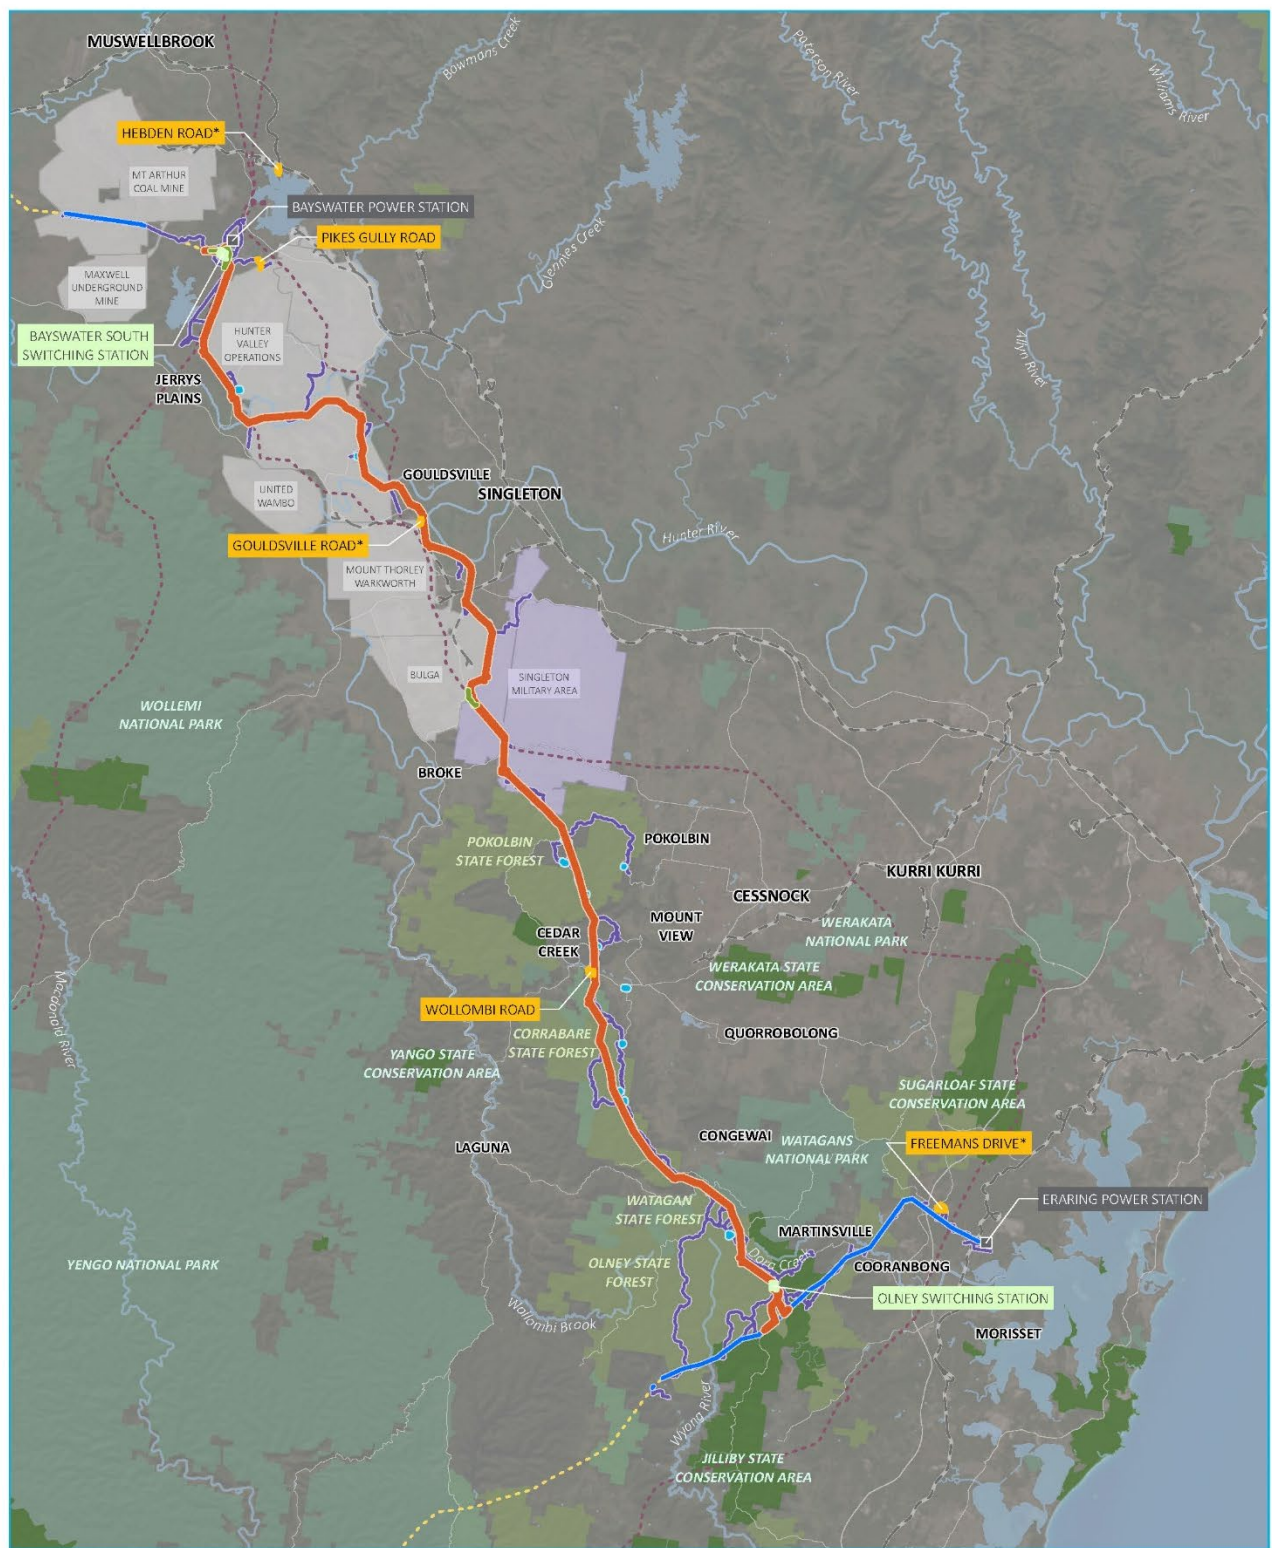 MUSWELLBROOK
Bowmans Creek
Paterson River
Williams River
HEBDEN ROAD*
MT ARTHUR
COAL MINE
BAYSWATER POWER STATION
PIKES GULLY ROAD
Glennies Creek
MAXWELL
UNDERGROUND
MINE
BAYSWATER SOUTH
SWITCHING STATION
HUNTER
VALLEY
OPERATIONS
Allyn River
JERRYS
PLAINS
GOULDSVILLE
SINGLETON
UNITED
WAMBO
Hunter River
GOULDSVILLE ROAD*
MOUNT THORLEY
WARKWORTH
BULGA
SINGLETON
MILITARY AREA
WOLLEMI
NATIONAL PARK
BROKE
POKOLBIN
STATE FOREST
POKOLBIN
KURRI KURRI
CESSNOCK
MOUNT
VIEW
WERAKATA
NATIONAL PARK
CEDAR
CREEK
WERAKATA STATE
CONSERVATION AREA
Macdonald River
WOLLOMBI ROAD
CORRABARE
STATE FOREST
QUORROBOLONG
YANGO STATE
CONSERVATION AREA
SUGARLOAF STATE
CONSERVATION AREA
CONGEWAI
WATAGANS
NATIONAL PARK
FREEMANS DRIVE*
LAGUNA
ERARING POWER STATION
WATAGAN
STATE FOREST
MARTINSVILLE
Dora Creek
YENGO NATIONAL PARK
OLNEY STATE
FOREST
COORANBONG
OLNEY SWITCHING STATION
Wollombi Brook
MORISSET
Wyong River
JILLIBY STATE
CONSERVATION AREA